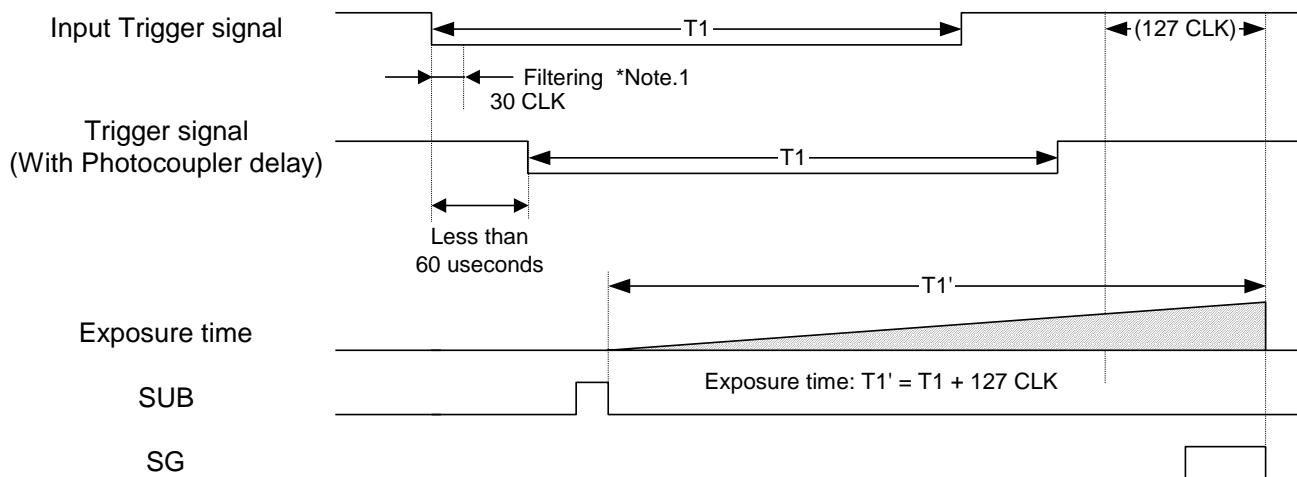 Input Trigger signal
T1
(127 CLK)
Filtering *Note.1
30 CLK
Trigger signal
(With Photocoupler delay)
T1
Less than
60 useconds
T1'
Exposure time
Exposure time: T1' = T1 + 127 CLK
SUB
SG